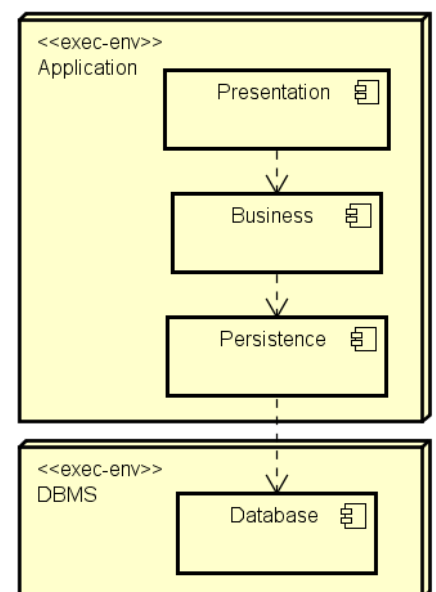 <<exec-env>>
Application
Presentation
Business
Persistence
<<exec-env>>
DBMS
Database